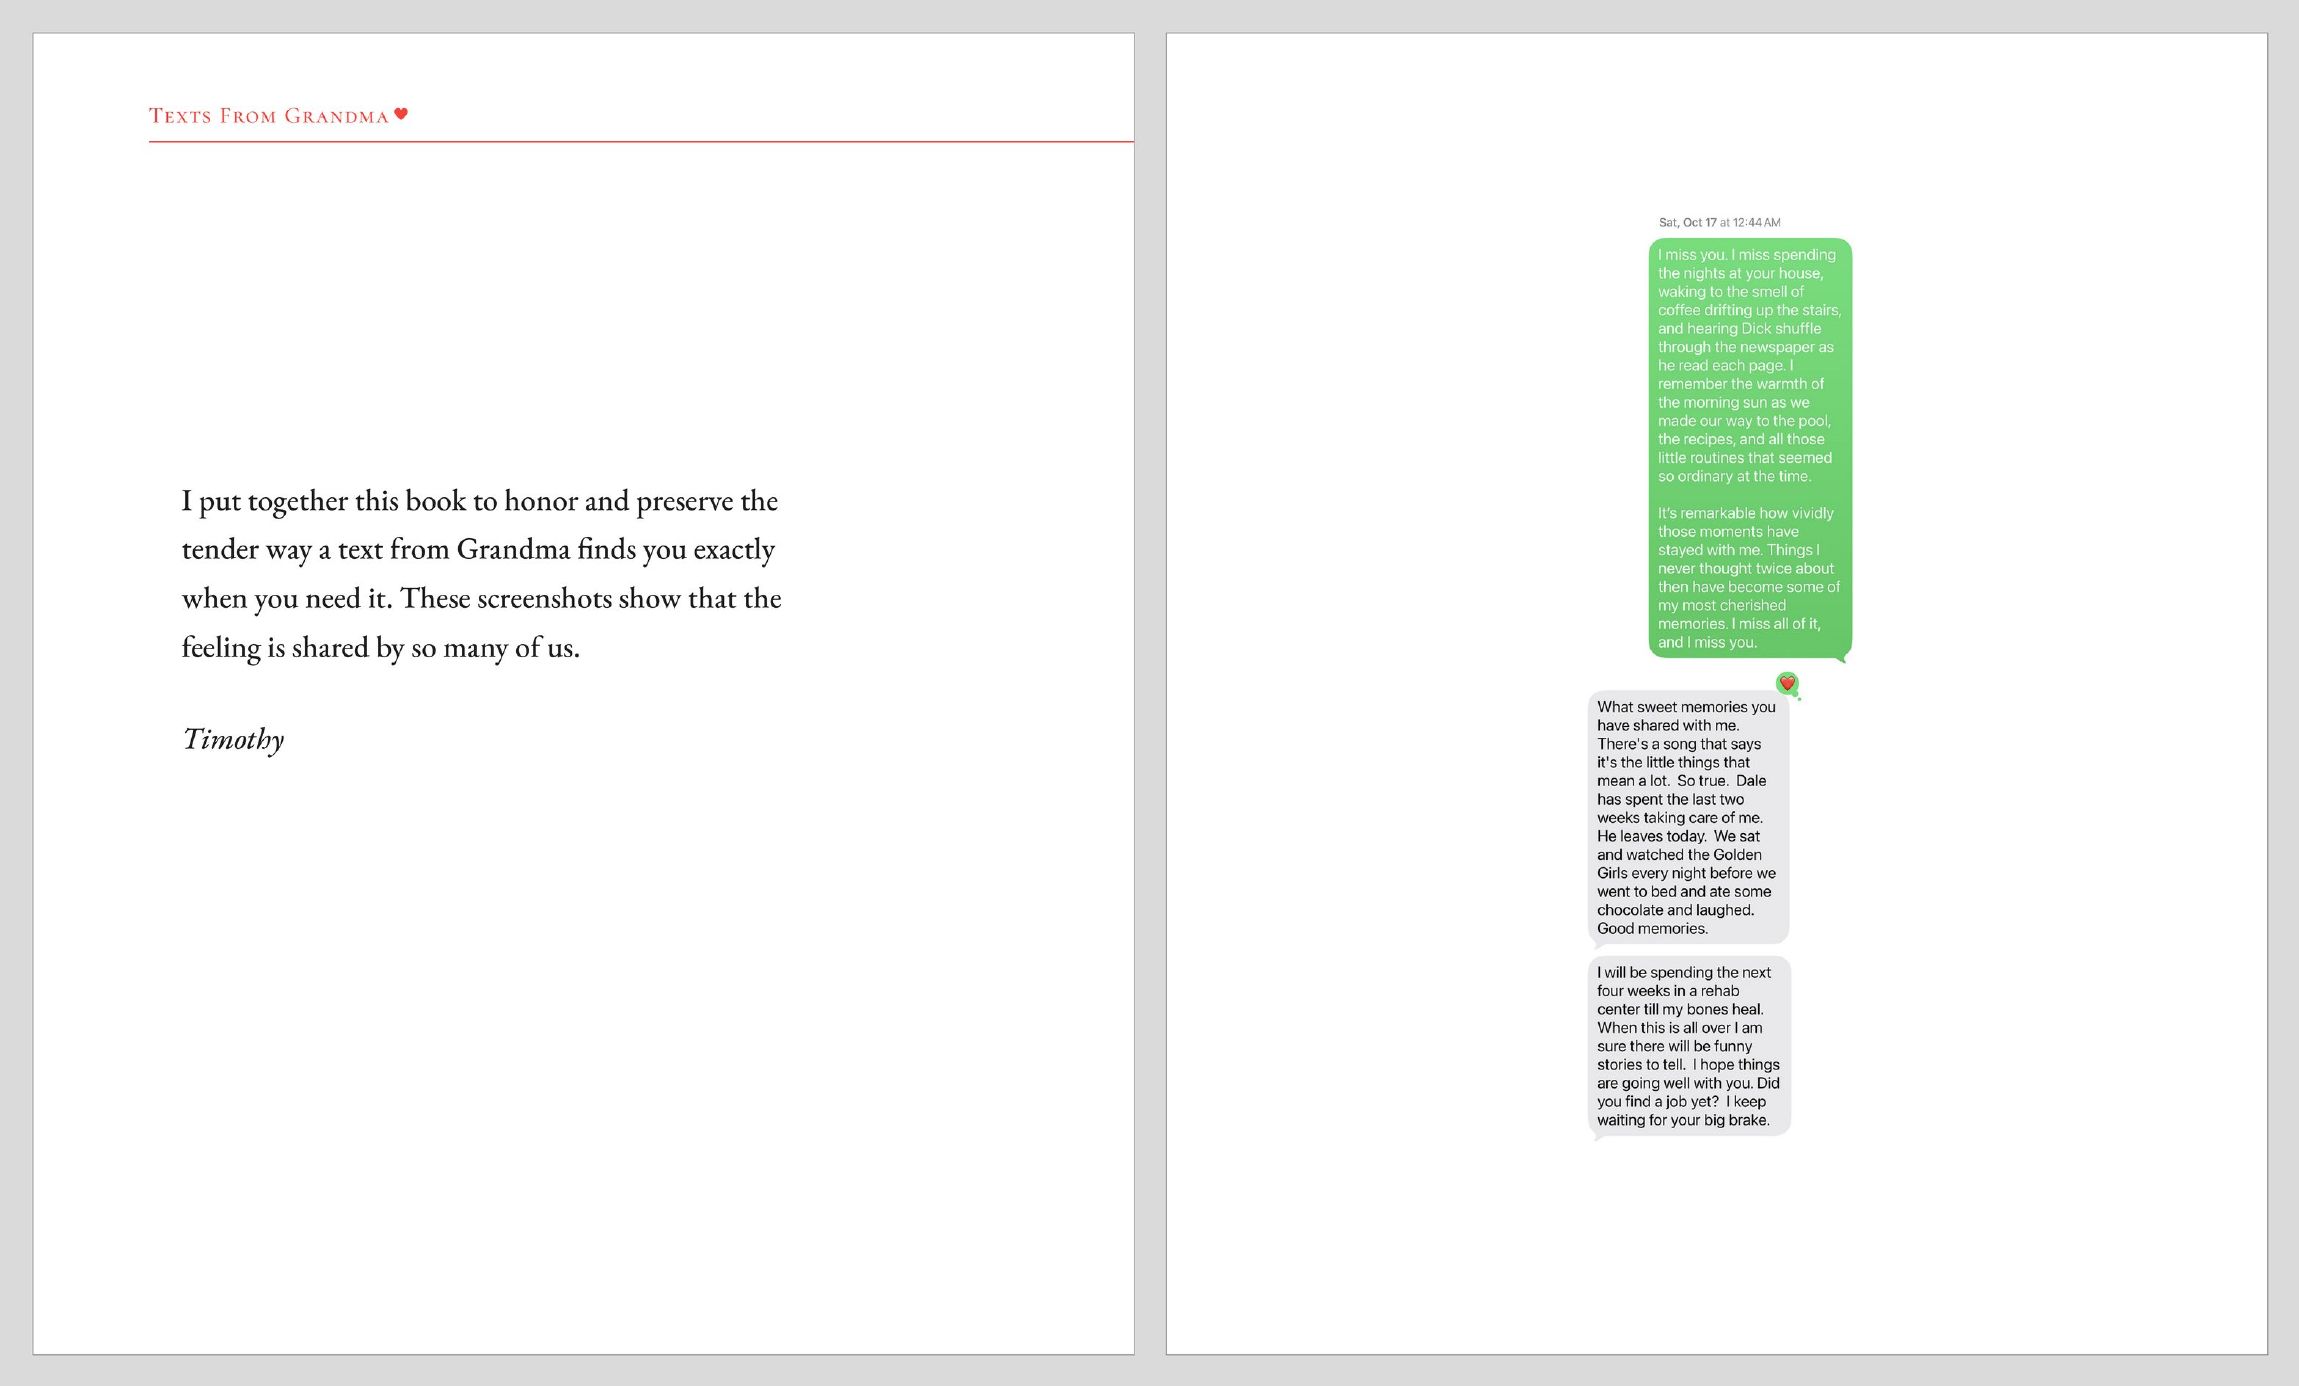 Texts From Grandma♥
I put together this book to honor and preserve the
tender way a text from Grandma finds you exactly
when you need it. These screenshots show that the
feeling is shared by so many of us.
Timothy
Sat, Oct 17 at 12:44 AM
I miss you. I miss spending
the nights at your house,
waking to the smell of
coffee drifting up the stairs,
and hearing Dick shuffle
through the newspaper as
he read each page. I
remember the warmth of
the morning sun as we
made our way to the pool,
the recipes, and all those
little routines that seemed
so ordinary at the time.
It's remarkable how vividly
those moments have
stayed with me. Things I
never thought twice about
then have become some of
my most cherished
memories. I miss all of it,
and I miss you.
What sweet memories you
have shared with me.
There's a song that says
it's the little things that
mean a lot.  So true.  Dale
has spent the last two
weeks taking care of me.
He leaves today.  We sat
and watched the Golden
Girls every night before we
went to bed and ate some
chocolate and laughed.
Good memories.
I will be spending the next
four weeks in a rehab
center till my bones heal.
When this is all over I am
sure there will be funny
stories to tell.  I hope things
are going well with you. Did
you find a job yet?  I keep
waiting for your big brake.